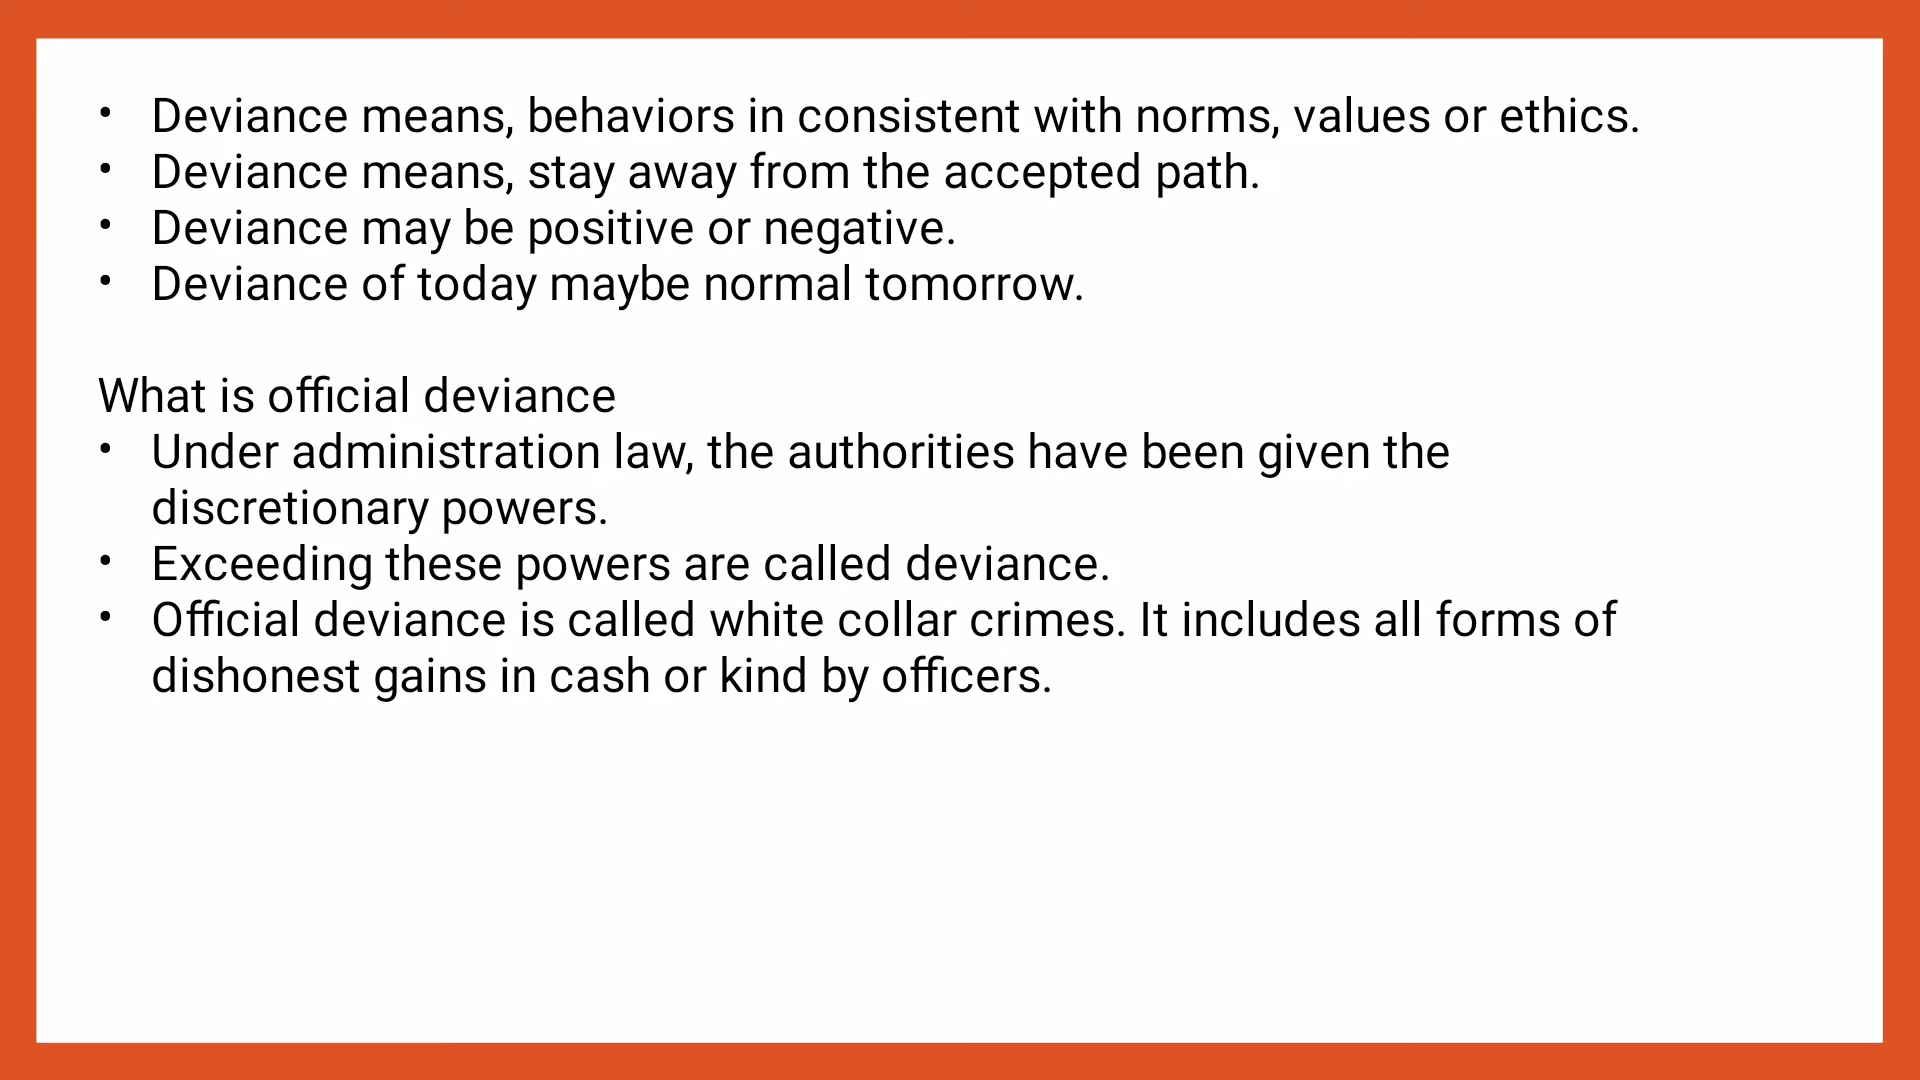 • Deviance means, behaviors in consistent with norms, values or ethics.
• Deviance means, stay away from the accepted path.
• Deviance may be positive or negative.
• Deviance of today maybe normal tomorrow.
What is official deviance
• Under administration law, the authorities have been given the
discretionary powers.
• Exceeding these powers are called deviance.
• Official deviance is called white collar crimes. It includes all forms of
dishonest gains in cash or kind by officers.